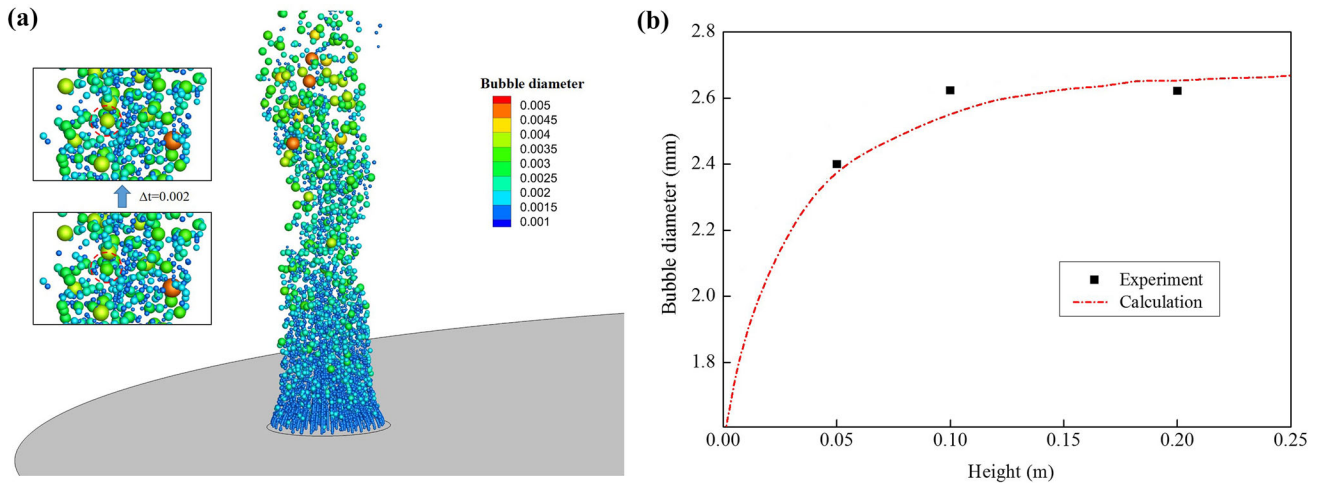 (a)
Δt=0.002
Bubble diameter
0.005
0.0045
0.004
0.0035
0.003
0.0025
0.002
0.0015
0.001
(b)
2.8
2.6
2.4
2.2
2.0
1.8
Bubble diameter (mm)
Experiment
Calculation
0.00 0.05 0.10 0.15 0.20 0.25
Height (m)